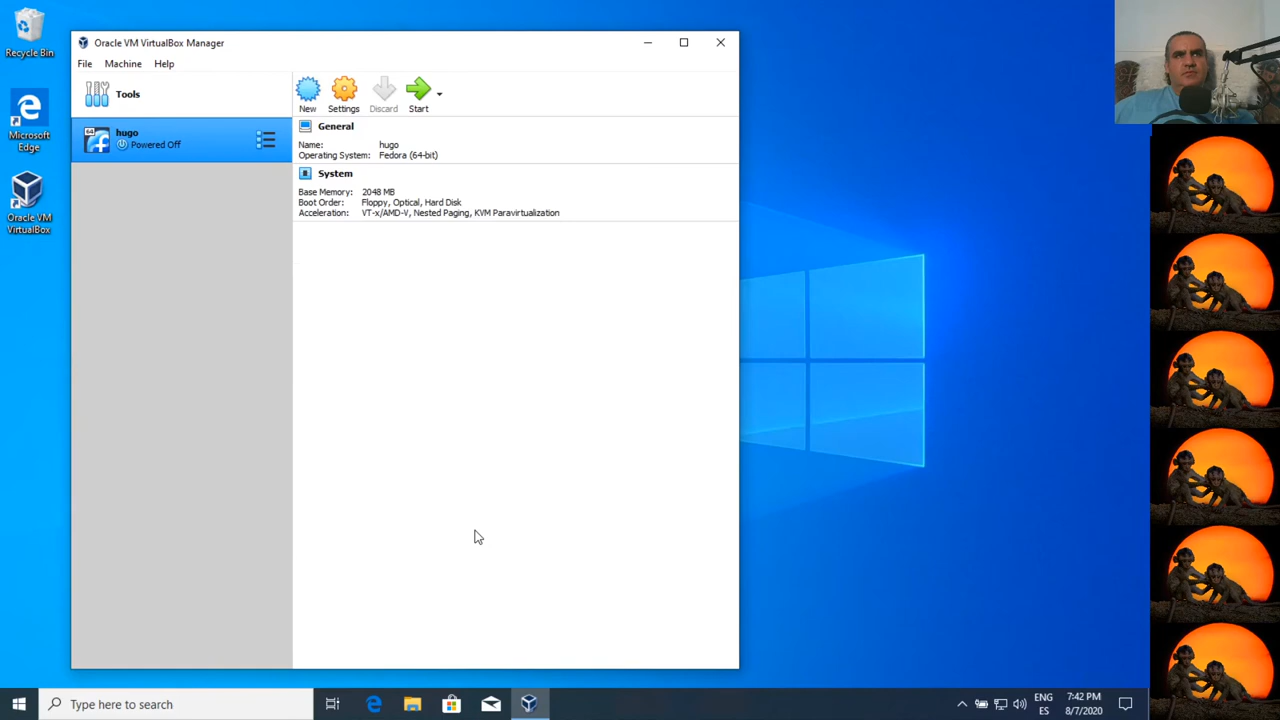 Recycle Bin
Microsoft
Edge
Oracle VM
VirtualBox
Oracle VM VirtualBox Manager
File Machine Help
Tools
64
hugo
Powered Off
New Settings Discard Start
General
Name: hugo
Operating System: Fedora (64-bit)
System
Base Memory: 2048 MB
Boot Order: Floppy, Optical, Hard Disk
Acceleration: VT-x/AMD-V, Nested Paging, KVM Paravirtualization
Type here to search
ENG
ES
7:42 PM
8/7/2020